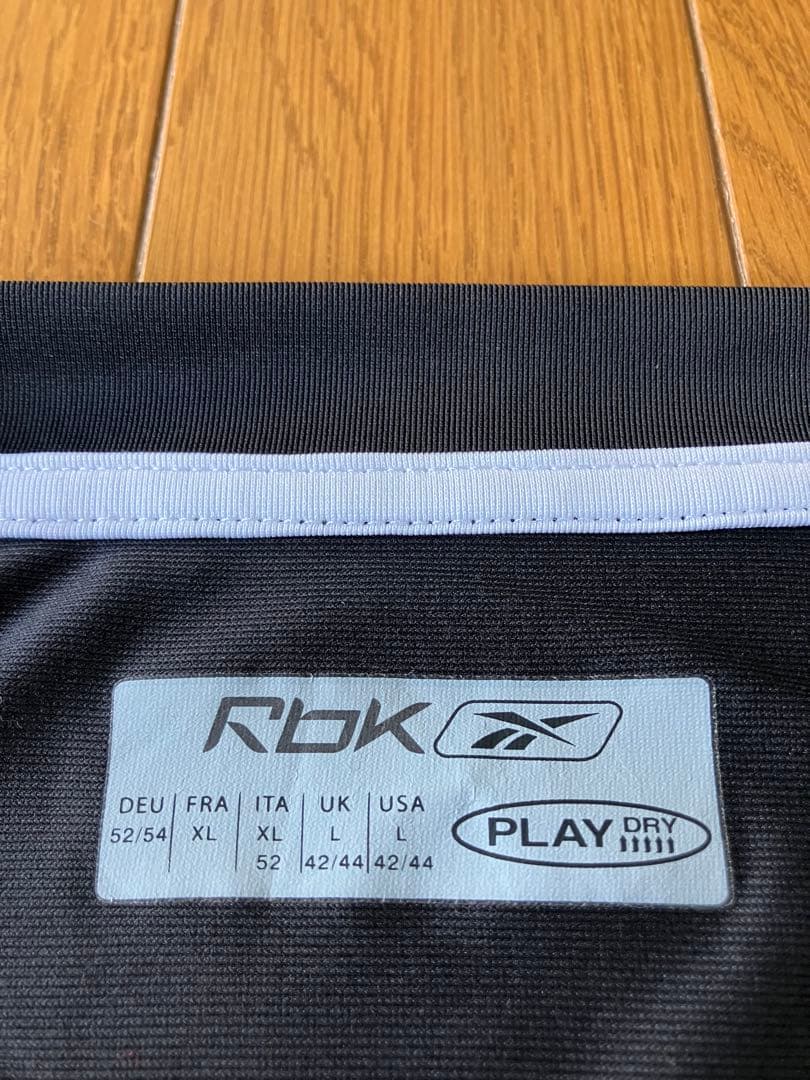 Rbk
DEU FRA ITA UK USA
52/54 XL XL L L
52 42/44 42/44
PLAY DRY